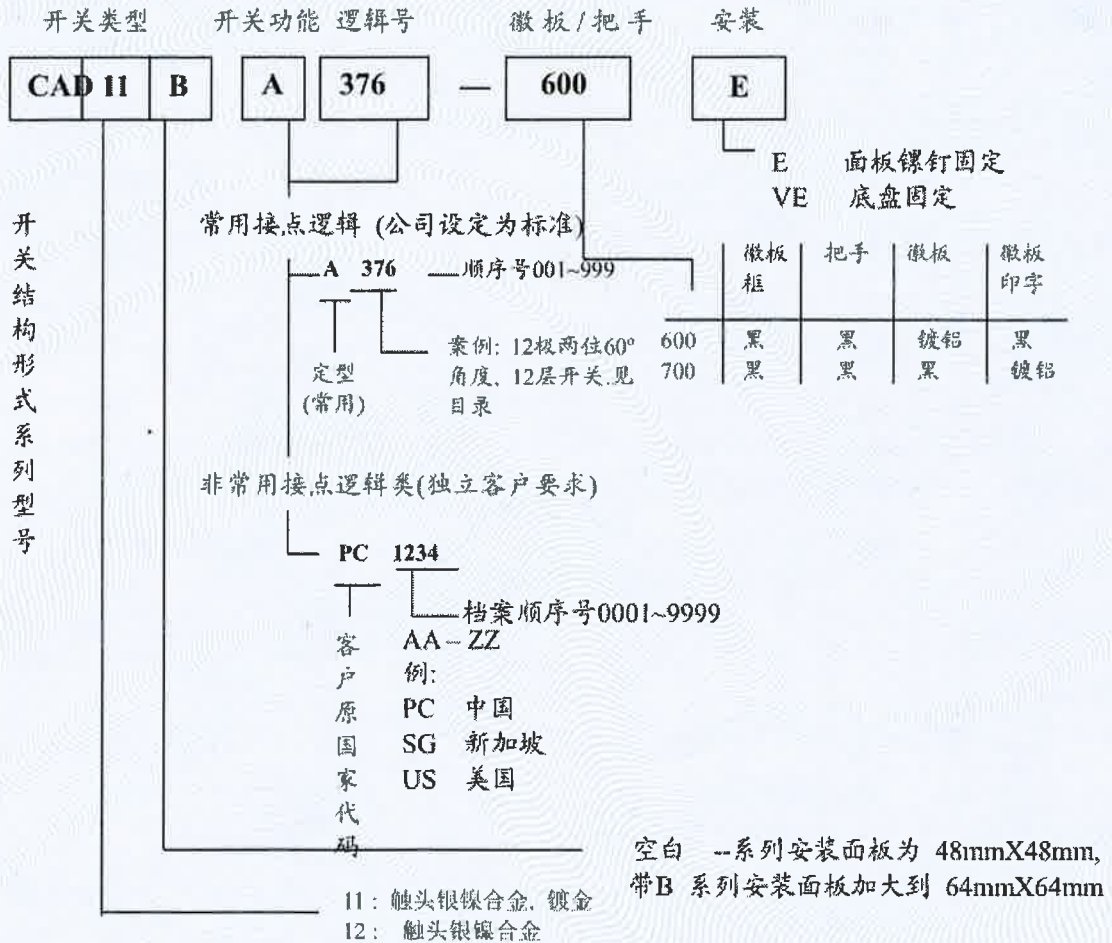 开关类型 开关功能 逻辑号 徽板/把手 安装
CAD 11 B A 376 — 600 E
E 面板镙钉固定
VE 底盘固定
开关结构形式系列型号
常用接点逻辑 (公司设定为标准)
A 376 顺序号001~999
定型
(常用)
案例: 12极两位60°
角度、12层开关.见
目录
徽板框 把手 徽板 徽板印字
600 黑 黑 镀铝 黑
700 黑 黑 黑 镀铝
非常用接点逻辑类(独立客户要求)
PC 1234
档案顺序号0001~9999
客户原国家代码
AA – ZZ
例:
PC 中国
SG 新加坡
US 美国
空白 --系列安装面板为 48mmX48mm,
带B 系列安装面板加大到 64mmX64mm
11: 触头银镍合金, 镀金
12: 触头银镍合金